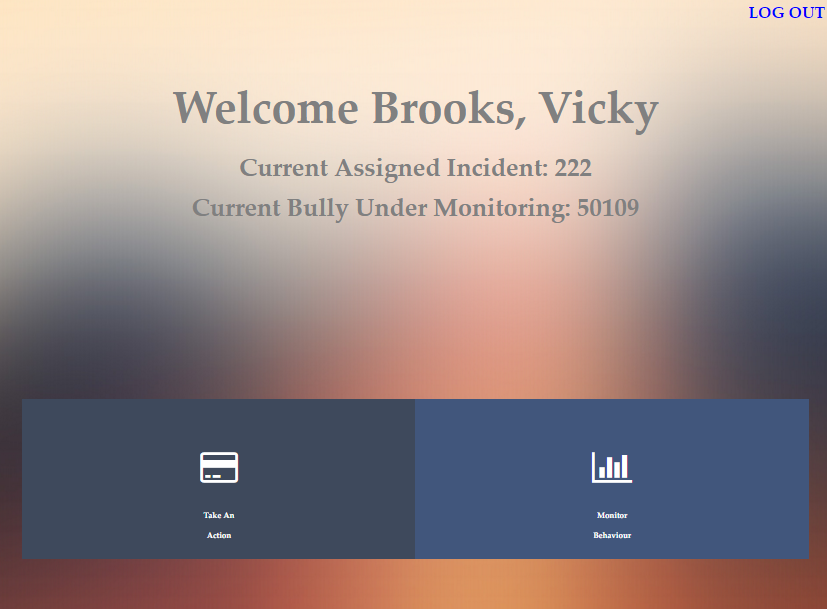 LOG OUT
Welcome Brooks, Vicky
Current Assigned Incident: 222
Current Bully Under Monitoring: 50109
Take An
Action
Monitor
Behaviour